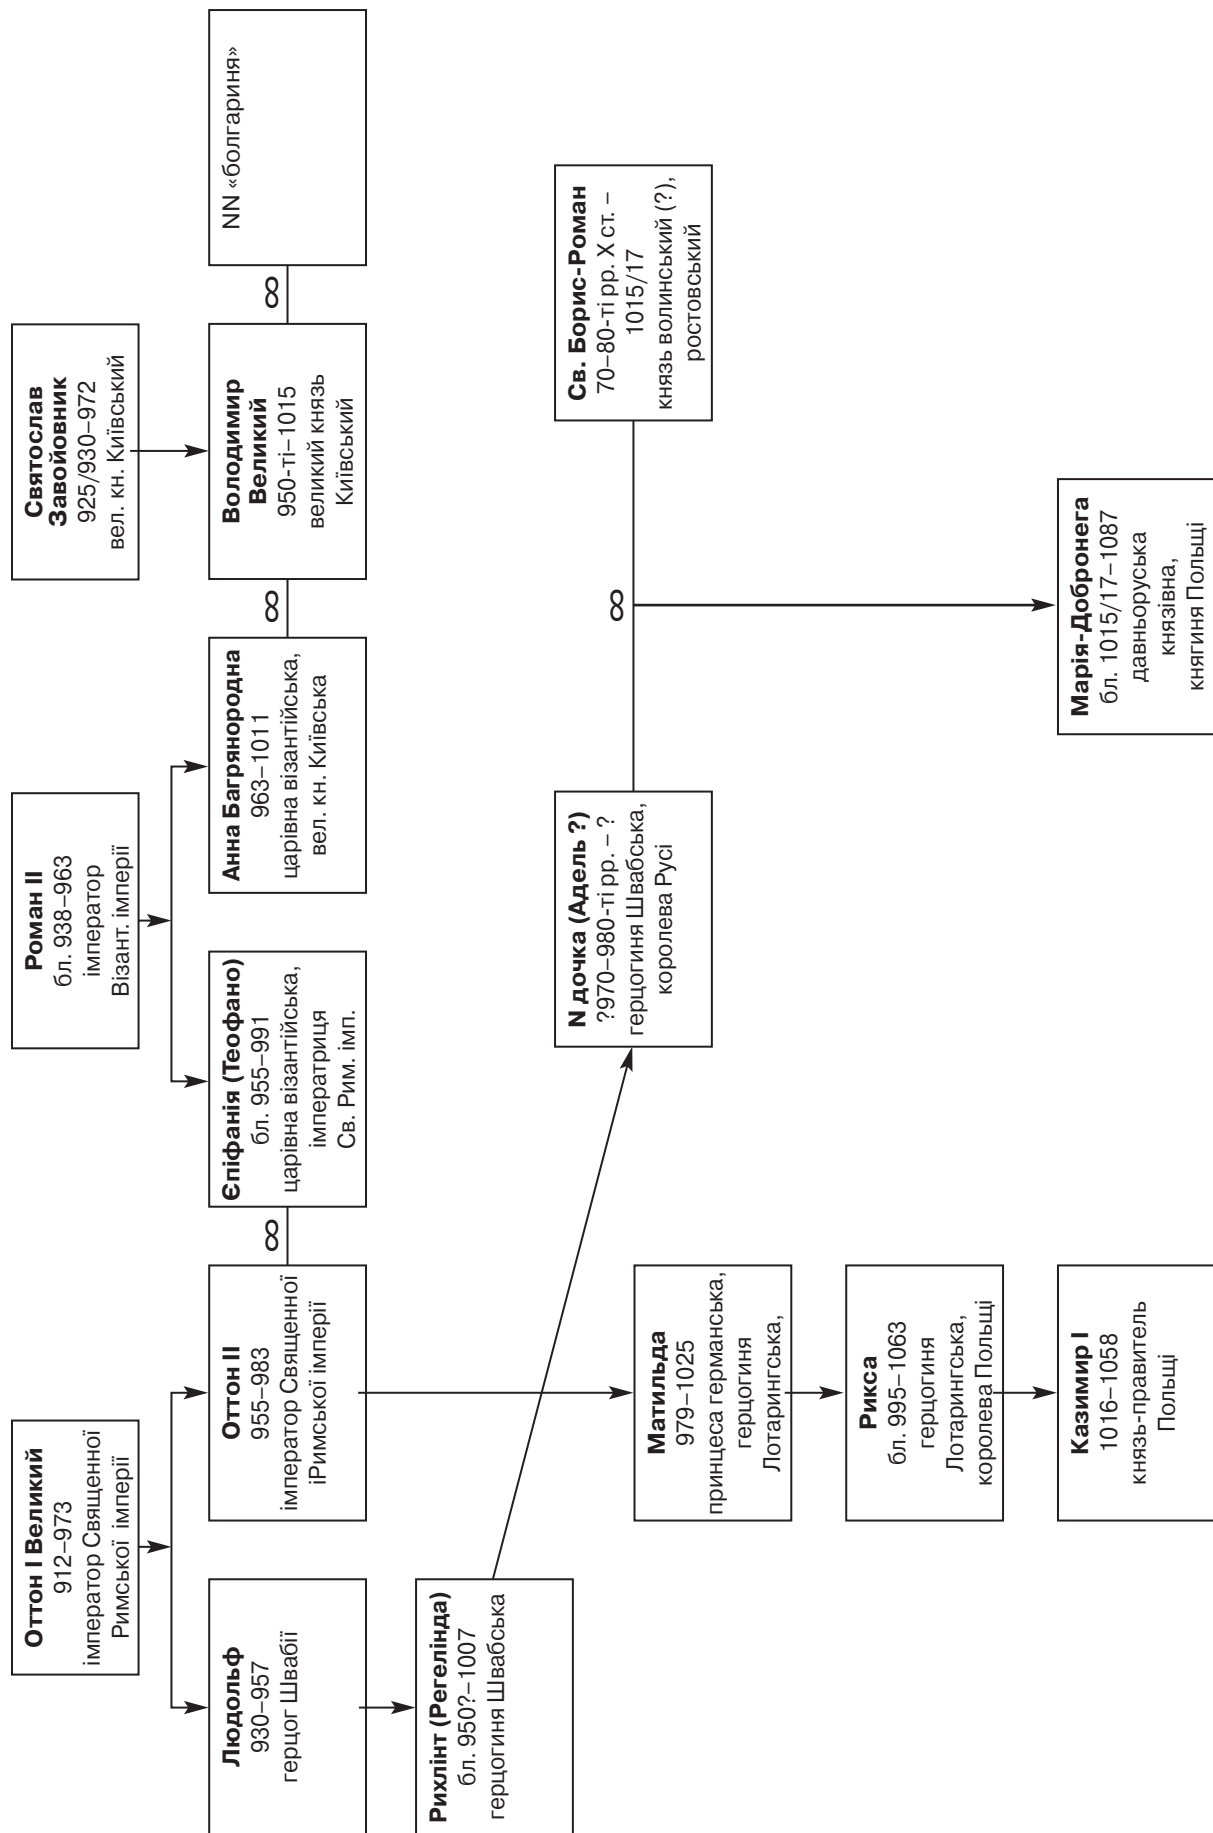 Оттон I Великий
912–973
імператор Священної
Римської імперії
Роман II
бл. 938–963
імператор
Візант. імперії
Святослав
Завойовник
925/930–972
вел. кн. Київський
Людольф
930–957
герцог Швабії
Оттон II
955–983
імператор Священної
іРимської імперії
∞
Єпіфанія (Теофано)
бл. 955–991
царівна візантійська,
імператриця
Св. Рим. імп.
Анна Багрянородна
963–1011
царівна візантійська,
вел. кн. Київська
∞
Володимир
Великий
950-ті–1015
великий князь
Київський
∞
NN «болгариня»
Рихлінт (Регелінда)
бл. 950?–1007
герцогиня Швабська
N дочка (Адель ?)
?970–980-ті рр. – ?
герцогиня Швабська,
королева Русі
∞
Св. Борис-Роман
70–80-ті рр. X ст. –
1015/17
князь волинський (?),
ростовський
Матильда
979–1025
принцеса германська,
герцогиня
Лотарингська,
Рикса
бл. 995–1063
герцогиня
Лотарингська,
королева Польщі
Казимир I
1016–1058
князь-правитель
Польщі
Марія-Добронега
бл. 1015/17–1087
давньоруська
князівна,
княгиня Польщі